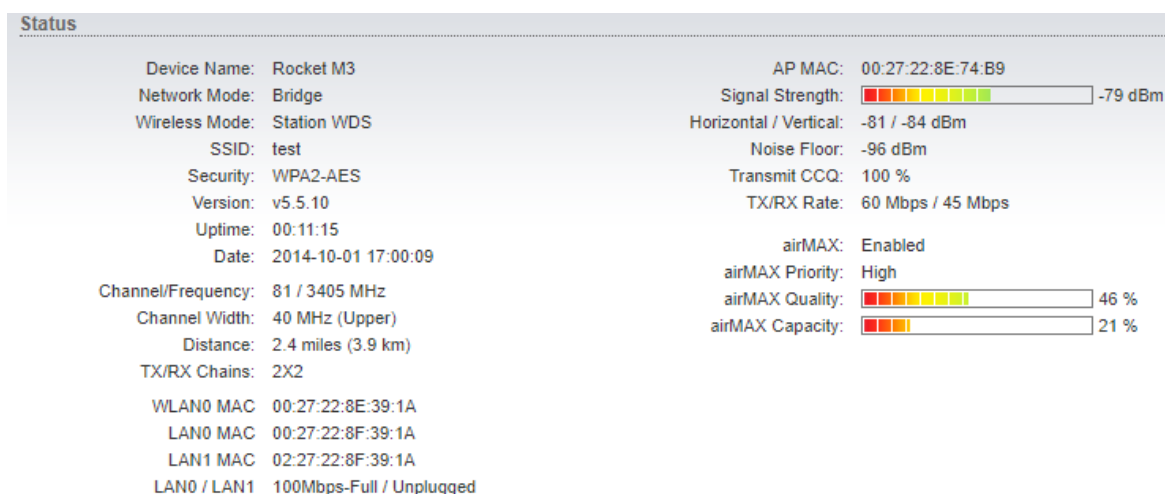 Status
Device Name: Rocket M3
Network Mode: Bridge
Wireless Mode: Station WDS
SSID: test
Security: WPA2-AES
Version: v5.5.10
Uptime: 00:11:15
Date: 2014-10-01 17:00:09
Channel/Frequency: 81 / 3405 MHz
Channel Width: 40 MHz (Upper)
Distance: 2.4 miles (3.9 km)
TX/RX Chains: 2X2
WLAN0 MAC 00:27:22:8E:39:1A
LAN0 MAC 00:27:22:8F:39:1A
LAN1 MAC 02:27:22:8F:39:1A
LAN0 / LAN1 100Mbps-Full / Unplugged
AP MAC: 00:27:22:8E:74:B9
Signal Strength: -79 dBm
Horizontal / Vertical: -81 / -84 dBm
Noise Floor: -96 dBm
Transmit CCQ: 100 %
TX/RX Rate: 60 Mbps / 45 Mbps
airMAX: Enabled
airMAX Priority: High
airMAX Quality: 46 %
airMAX Capacity: 21 %